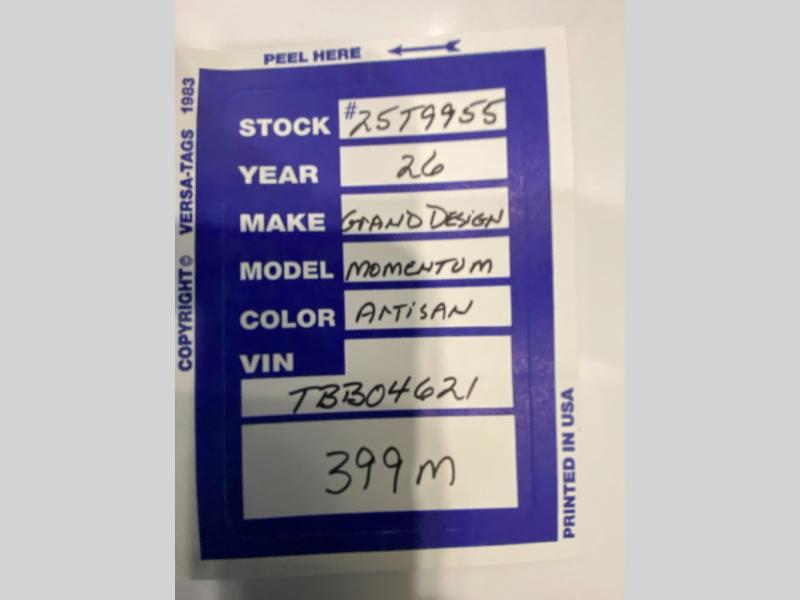 PEEL HERE
COPYRIGHT© VERSA-TAGS 1983
STOCK #25T9955
YEAR 26
MAKE GRAND DESIGN
MODEL MOMENTUM
COLOR ARTISAN
VIN
TBB04621
399M
PRINTED IN USA